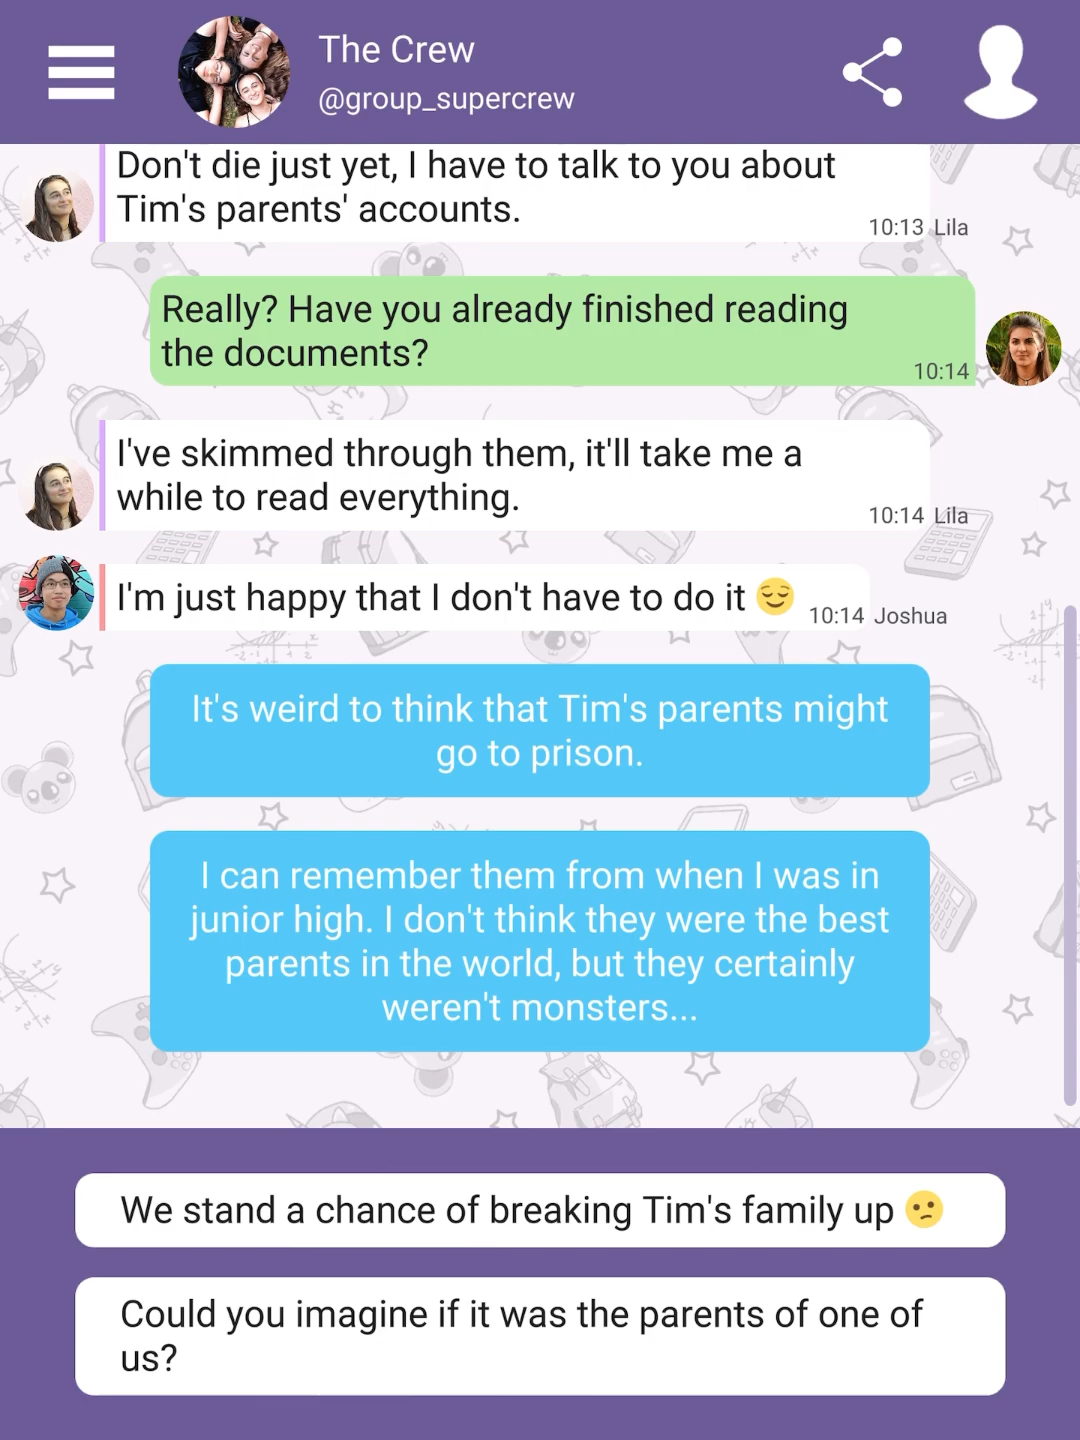 The Crew
@group_supercrew
Don't die just yet, I have to talk to you about
Tim's parents' accounts.
10:13 Lila
Really? Have you already finished reading
the documents?
10:14
I've skimmed through them, it'll take me a
while to read everything.
10:14 Lila
I'm just happy that I don't have to do it 😌
10:14 Joshua
It's weird to think that Tim's parents might
go to prison.
I can remember them from when I was in
junior high. I don't think they were the best
parents in the world, but they certainly
weren't monsters...
We stand a chance of breaking Tim's family up 🫤
Could you imagine if it was the parents of one of
us?